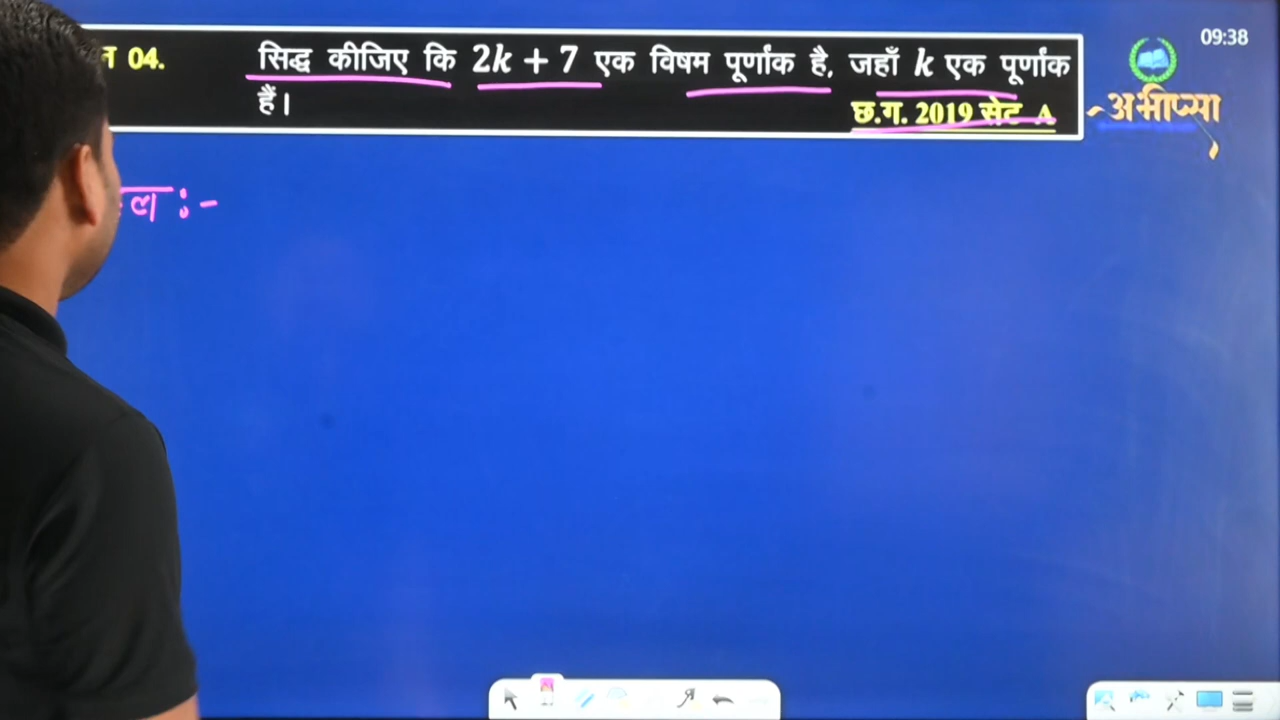 09:38
04. सिद्ध कीजिए कि 2k + 7 एक विषम पूर्णांक है, जहाँ k एक पूर्णांक
हैं।
छ.ग. 2019 सेट A
अभीप्सा
ल :-